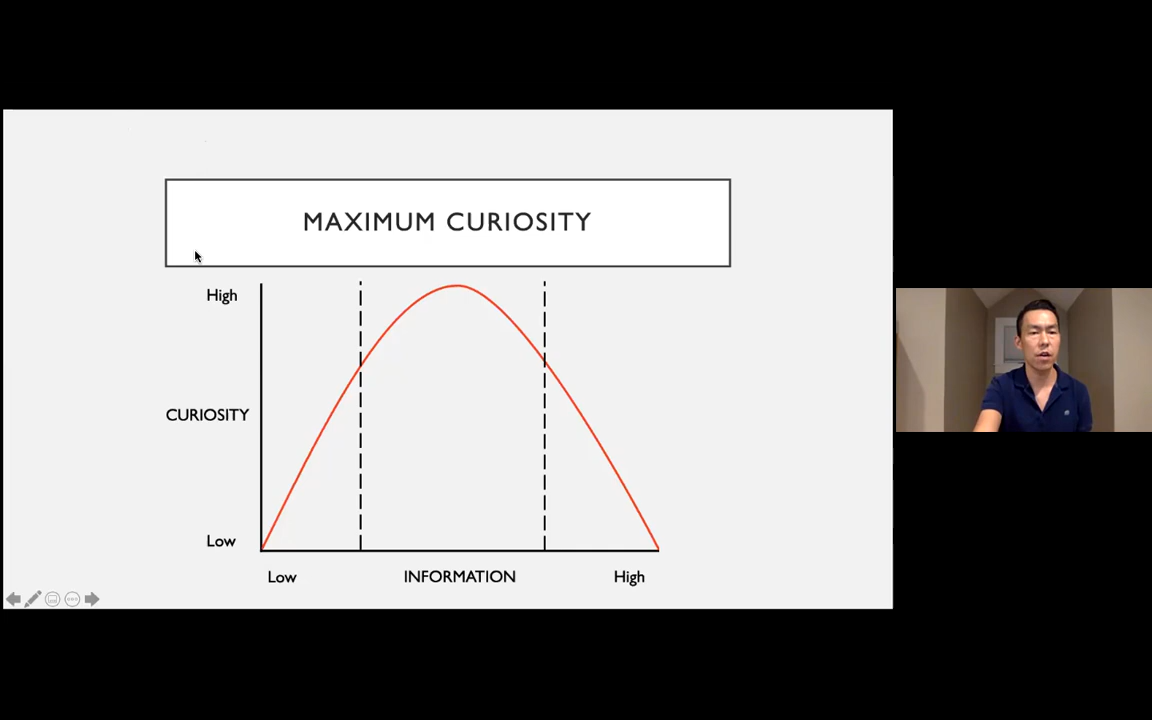 MAXIMUM CURIOSITY
High
CURIOSITY
Low
Low INFORMATION High